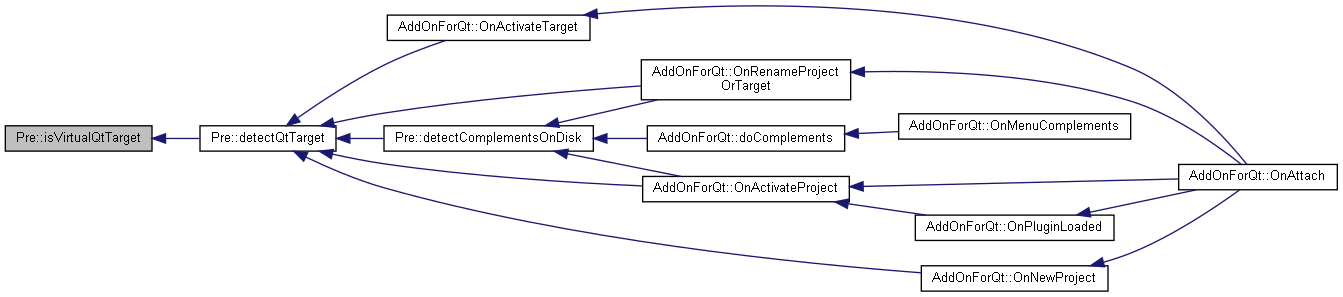 AddOnForQt::OnActivateTarget
AddOnForQt::OnRenameProject
OrTarget
Pre::isVirtualQtTarget
Pre::detectQtTarget
Pre::detectComplementsOnDisk
AddOnForQt::doComplements
AddOnForQt::OnMenuComplements
AddOnForQt::OnActivateProject
AddOnForQt::OnAttach
AddOnForQt::OnPluginLoaded
AddOnForQt::OnNewProject